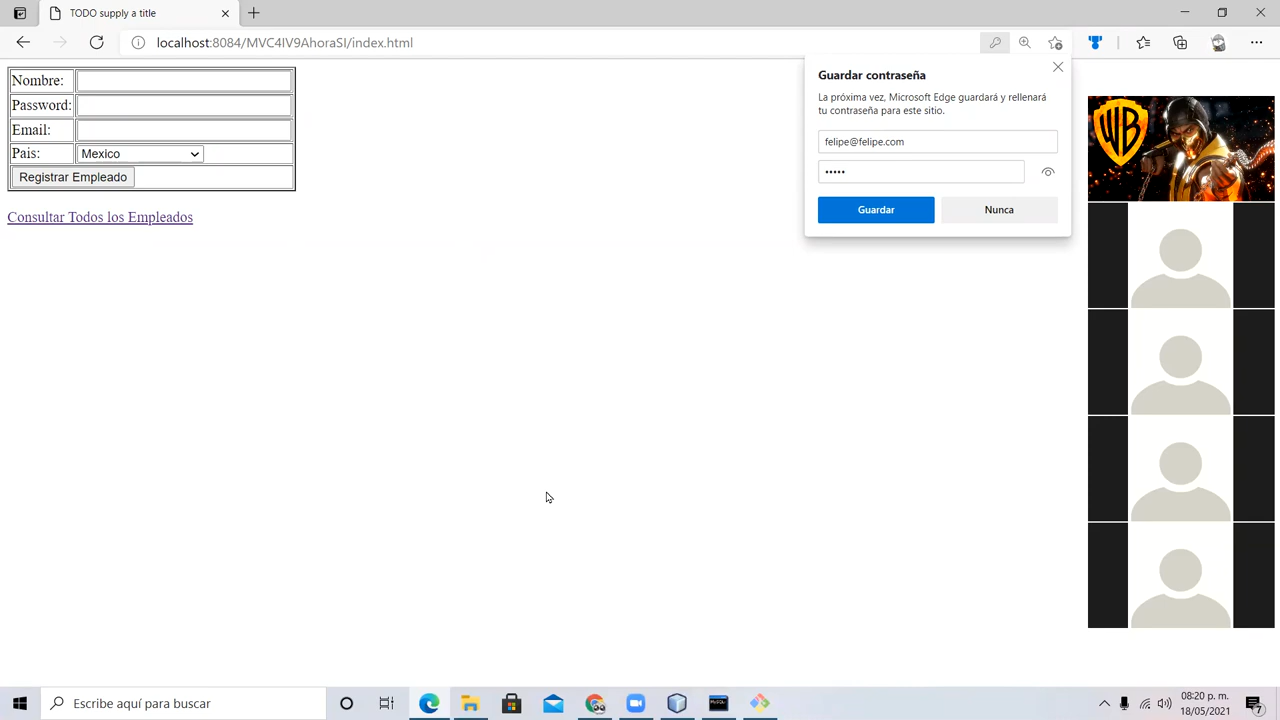 TODO supply a title
localhost:8084/MVC4IV9AhoraSI/index.html
Nombre:
Password:
Email:
Pais:
Mexico
Registrar Empleado
Consultar Todos los Empleados
Guardar contraseña
La próxima vez, Microsoft Edge guardará y rellenará
tu contraseña para este sitio.
felipe@felipe.com
•••••
Guardar
Nunca
WB
Escribe aquí para buscar
08:20 p. m.
18/05/2021
7